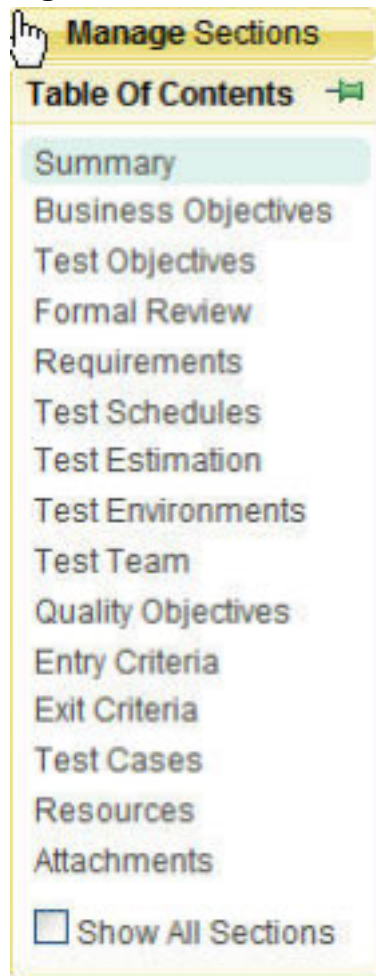 Manage Sections
Table Of Contents
Summary
Business Objectives
Test Objectives
Formal Review
Requirements
Test Schedules
Test Estimation
Test Environments
Test Team
Quality Objectives
Entry Criteria
Exit Criteria
Test Cases
Resources
Attachments
Show All Sections